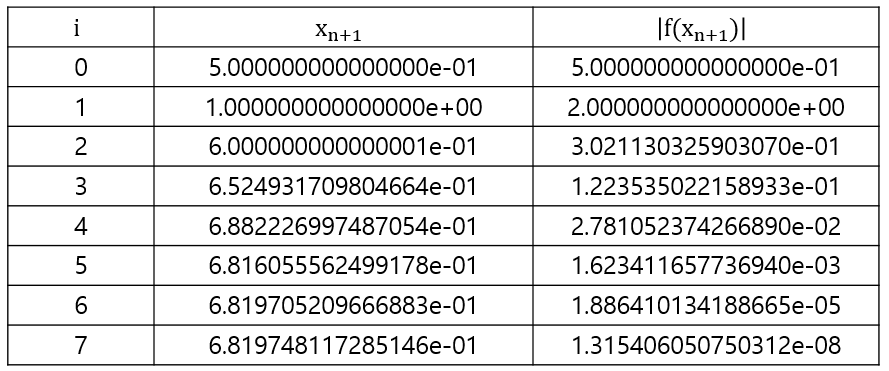 i xₙ₊₁ |f(xₙ₊₁)|
0 5.000000000000000e-01 5.000000000000000e-01
1 1.000000000000000e+00 2.000000000000000e+00
2 6.000000000000001e-01 3.021130325903070e-01
3 6.524931709804664e-01 1.223535022158933e-01
4 6.882226997487054e-01 2.781052374266890e-02
5 6.816055562499178e-01 1.623411657736940e-03
6 6.819705209666883e-01 1.886410134188665e-05
7 6.819748117285146e-01 1.315406050750312e-08